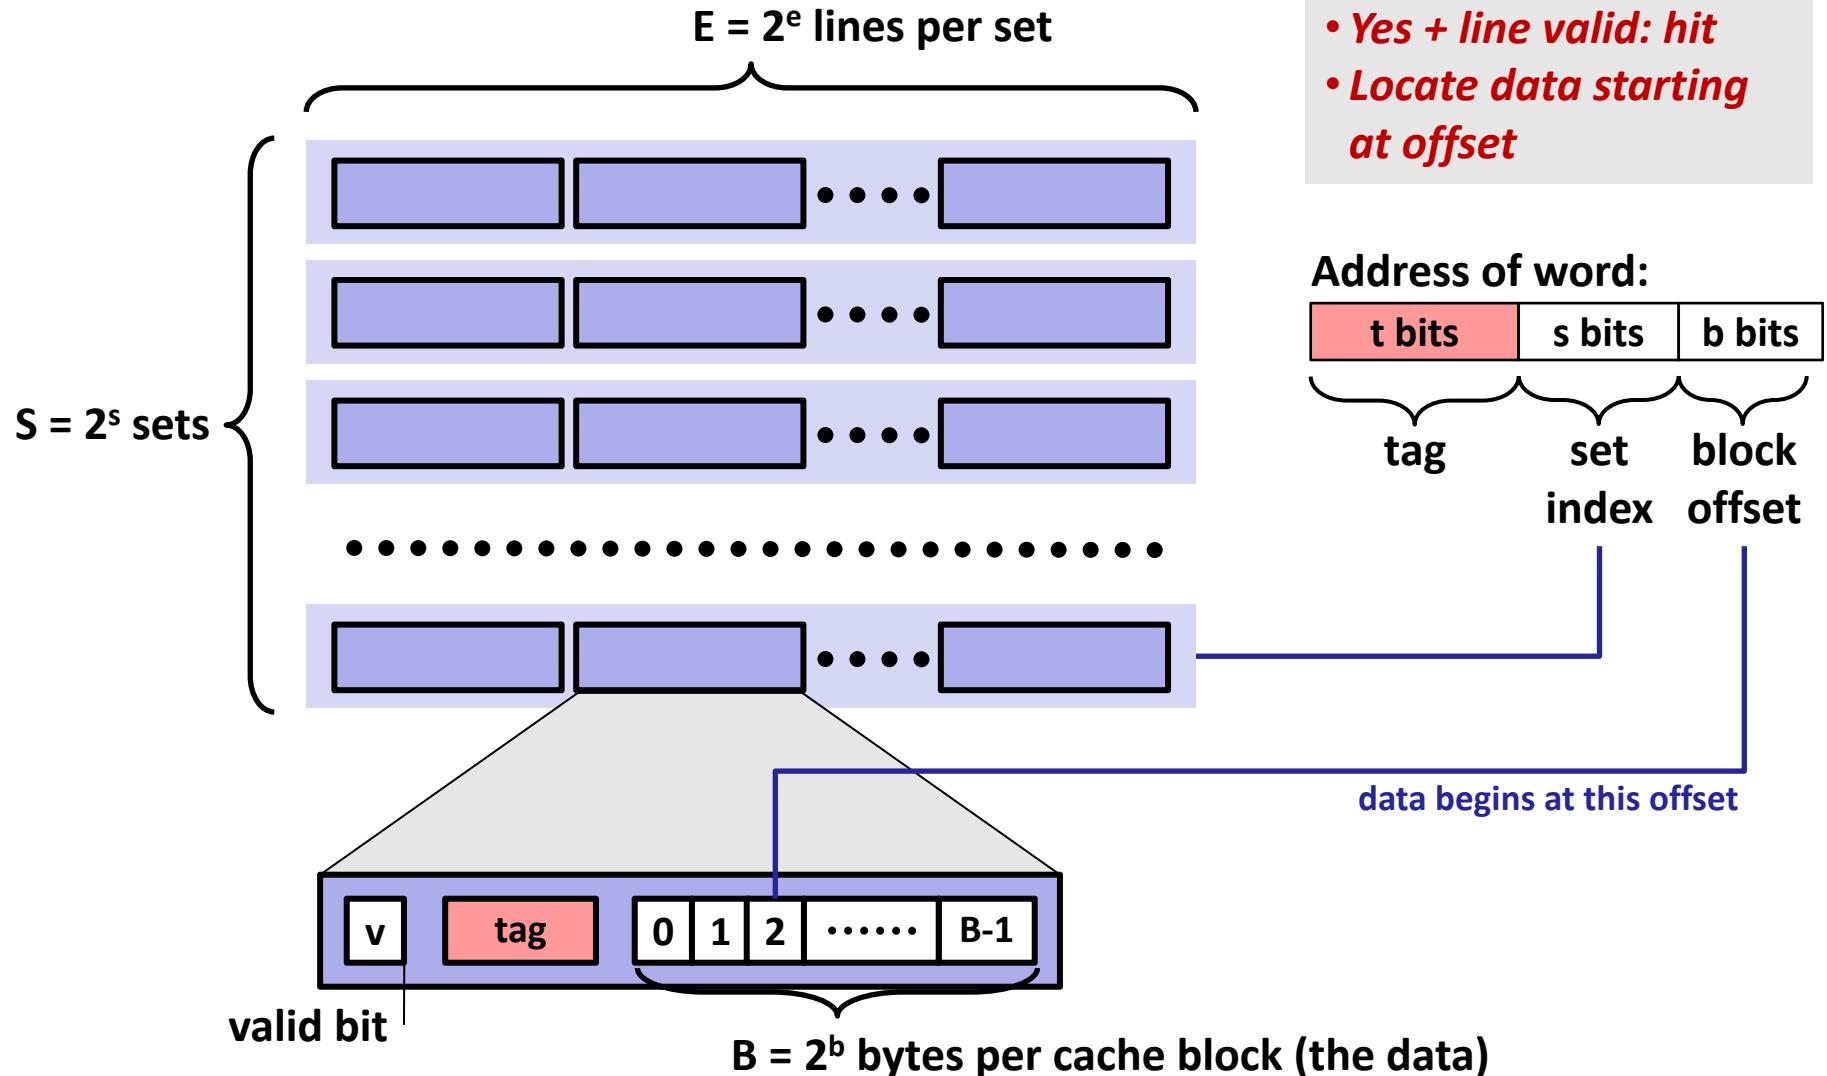 E = 2ᵉ lines per set
• Yes + line valid: hit
• Locate data starting
at offset
Address of word:
t bits s bits b bits
tag set block
index offset
S = 2ˢ sets
data begins at this offset
v tag 0 1 2 •••••• B-1
valid bit
B = 2ᵇ bytes per cache block (the data)